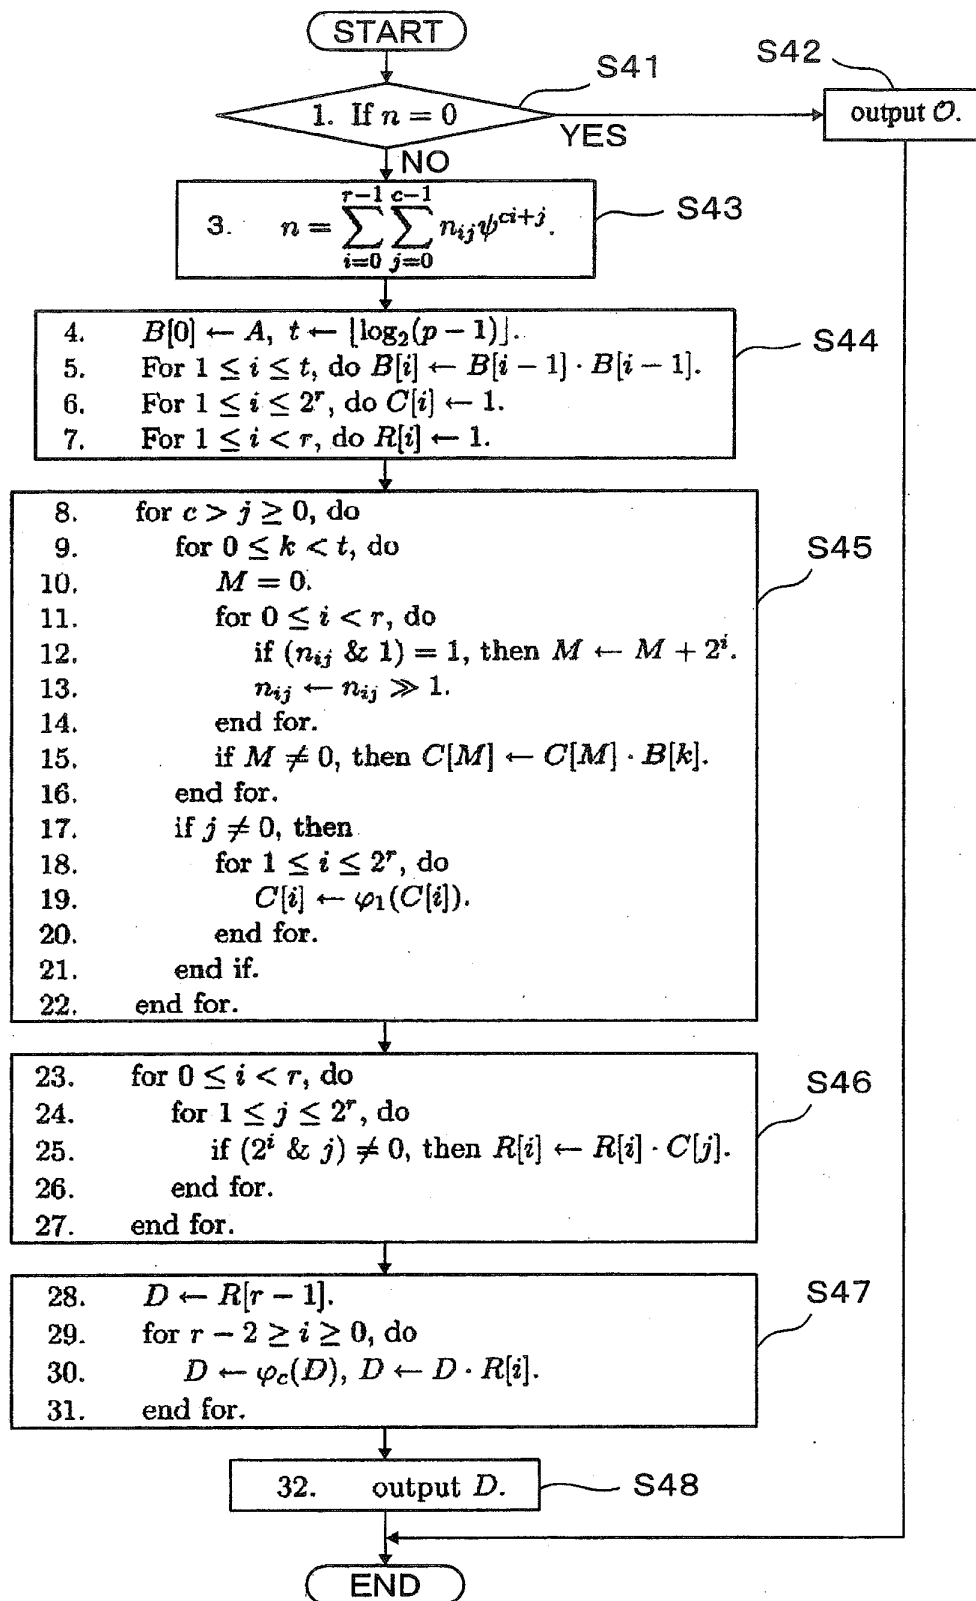 START
S41
S42
1. If n = 0
output 𝒪.
YES
NO
3. n = \sum_{i=0}^{r-1} \sum_{j=0}^{c-1} n_{ij} ψ^{ci+j}.
S43
4. B[0] ← A, t ← ⌊log₂(p − 1)⌋.
5. For 1 ≤ i ≤ t, do B[i] ← B[i − 1] · B[i − 1].
6. For 1 ≤ i ≤ 2^r, do C[i] ← 1.
7. For 1 ≤ i < r, do R[i] ← 1.
S44
8. for c > j ≥ 0, do
9. for 0 ≤ k < t, do
10. M = 0.
11. for 0 ≤ i < r, do
12. if (n_{ij} & 1) = 1, then M ← M + 2^i.
13. n_{ij} ← n_{ij} ≫ 1.
14. end for.
15. if M ≠ 0, then C[M] ← C[M] · B[k].
16. end for.
17. if j ≠ 0, then
18. for 1 ≤ i ≤ 2^r, do
19. C[i] ← φ₁(C[i]).
20. end for.
21. end if.
22. end for.
S45
23. for 0 ≤ i < r, do
24. for 1 ≤ j ≤ 2^r, do
25. if (2^i & j) ≠ 0, then R[i] ← R[i] · C[j].
26. end for.
27. end for.
S46
28. D ← R[r − 1].
29. for r − 2 ≥ i ≥ 0, do
30. D ← φ_c(D), D ← D · R[i].
31. end for.
S47
32. output D.
S48
END